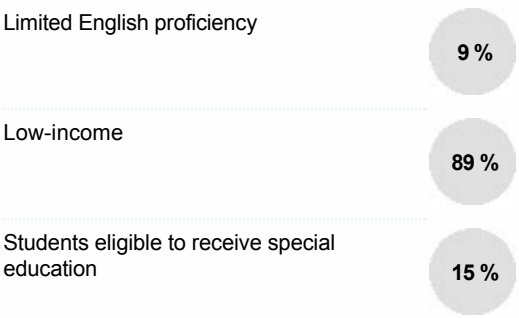 Limited English proficiency
9 %
Low-income
89 %
Students eligible to receive special
education
15 %